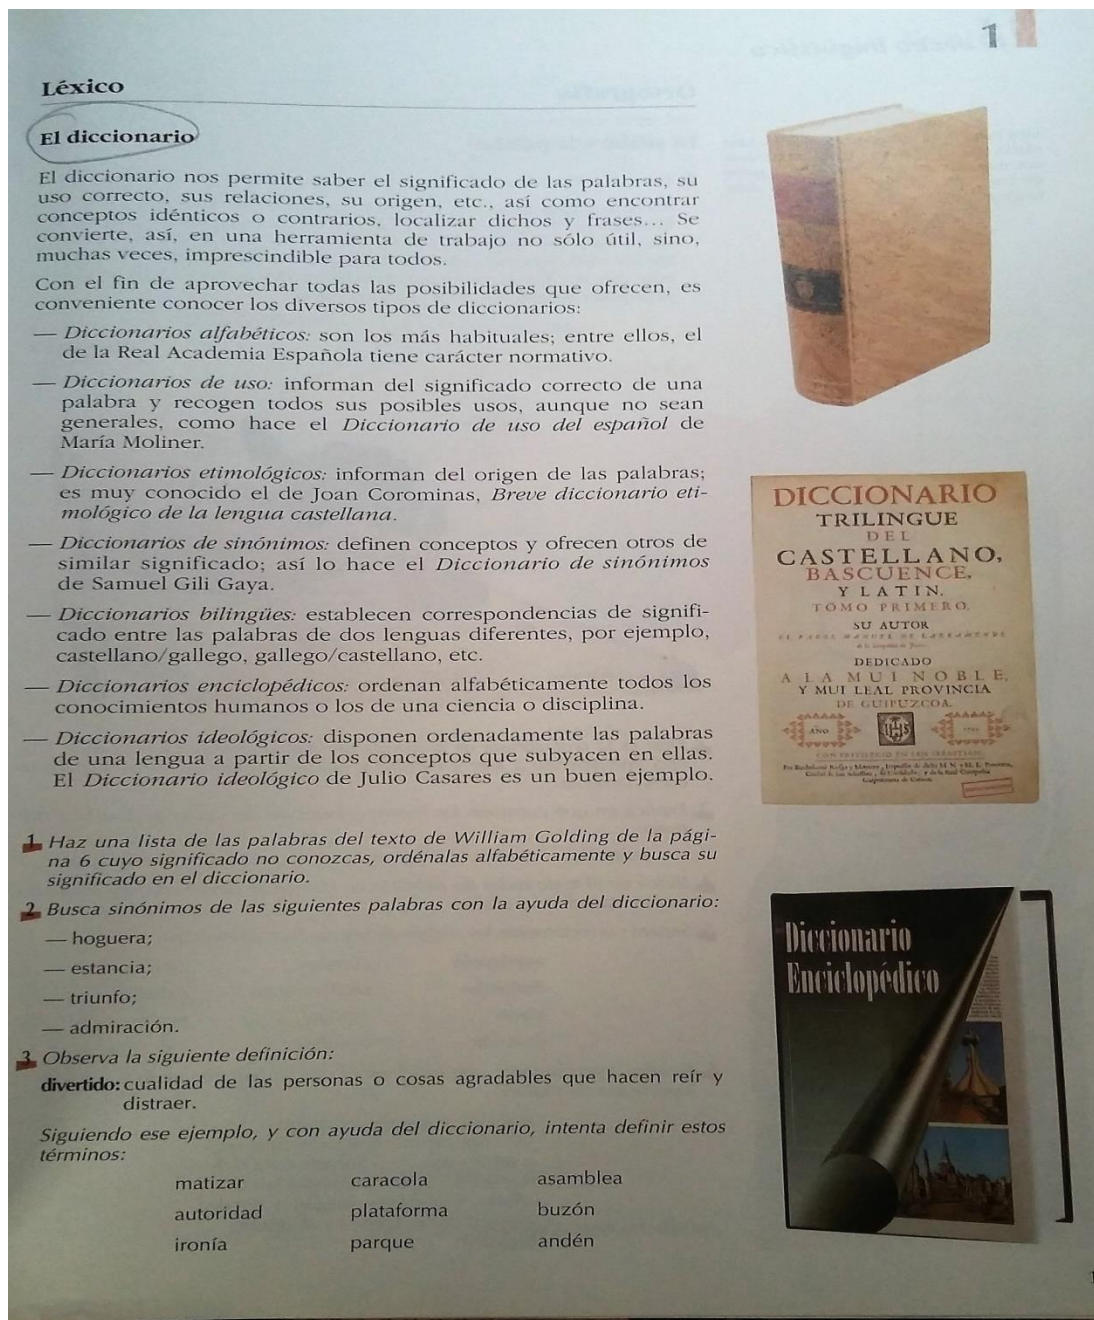 1
Léxico
El diccionario
El diccionario nos permite saber el significado de las palabras, su
uso correcto, sus relaciones, su origen, etc., así como encontrar
conceptos idénticos o contrarios, localizar dichos y frases... Se
convierte, así, en una herramienta de trabajo no sólo útil, sino,
muchas veces, imprescindible para todos.
Con el fin de aprovechar todas las posibilidades que ofrecen, es
conveniente conocer los diversos tipos de diccionarios:
— Diccionarios alfabéticos: son los más habituales; entre ellos, el
de la Real Academia Española tiene carácter normativo.
— Diccionarios de uso: informan del significado correcto de una
palabra y recogen todos sus posibles usos, aunque no sean
generales, como hace el Diccionario de uso del español de
María Moliner.
— Diccionarios etimológicos: informan del origen de las palabras;
es muy conocido el de Joan Corominas, Breve diccionario eti-
mológico de la lengua castellana.
— Diccionarios de sinónimos: definen conceptos y ofrecen otros de
similar significado; así lo hace el Diccionario de sinónimos
de Samuel Gili Gaya.
— Diccionarios bilingües: establecen correspondencias de signifi-
cado entre las palabras de dos lenguas diferentes, por ejemplo,
castellano/gallego, gallego/castellano, etc.
— Diccionarios enciclopédicos: ordenan alfabéticamente todos los
conocimientos humanos o los de una ciencia o disciplina.
— Diccionarios ideológicos: disponen ordenadamente las palabras
de una lengua a partir de los conceptos que subyacen en ellas.
El Diccionario ideológico de Julio Casares es un buen ejemplo.
1 Haz una lista de las palabras del texto de William Golding de la pági-
na 6 cuyo significado no conozcas, ordénalas alfabéticamente y busca su
significado en el diccionario.
2 Busca sinónimos de las siguientes palabras con la ayuda del diccionario:
— hoguera;
— estancia;
— triunfo;
— admiración.
3 Observa la siguiente definición:
divertido: cualidad de las personas o cosas agradables que hacen reír y
distraer.
Siguiendo ese ejemplo, y con ayuda del diccionario, intenta definir estos
términos:
matizar caracola asamblea
autoridad plataforma buzón
ironía parque andén
DICCIONARIO
TRILINGUE
DEL
CASTELLANO,
BASCUENCE,
Y LATIN.
TOMO PRIMERO.
SU AUTOR
EL PADRE MANUEL DE LARRAMENDI
DEDICADO
A LA MUI NOBLE,
Y MUI LEAL PROVINCIA
DE GUIPUZCOA.
AÑO IHS
Diccionario
Enciclopédico